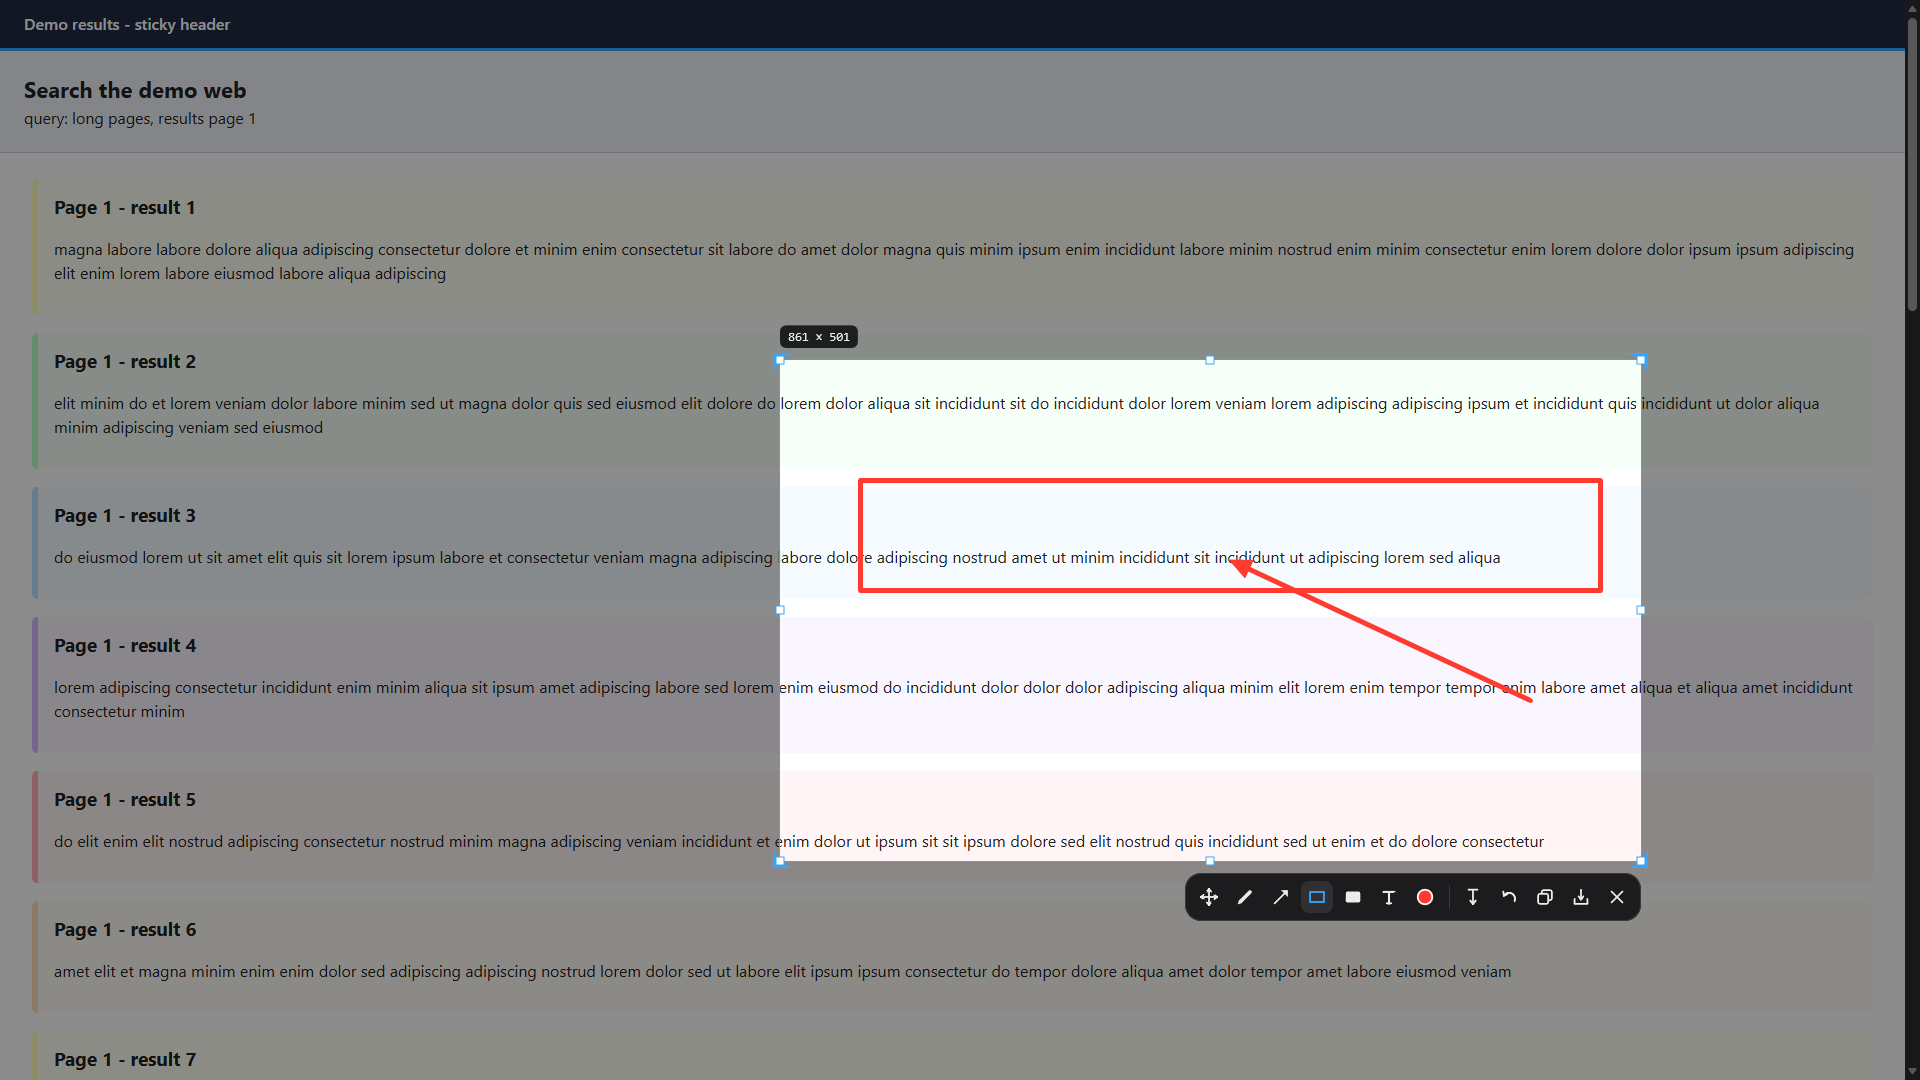 Demo results - sticky header
Search the demo web
query: long pages, results page 1
Page 1 - result 1
magna labore labore dolore aliqua adipiscing consectetur dolore et minim enim consectetur sit labore do amet dolor magna quis minim ipsum enim incididunt labore minim nostrud enim minim consectetur enim lorem dolore dolor ipsum ipsum adipiscing
elit enim lorem labore eiusmod labore aliqua adipiscing
861 × 501
Page 1 - result 2
elit minim do et lorem veniam dolor labore minim sed ut magna dolor quis sed eiusmod elit dolore do lorem dolor aliqua sit incididunt sit do incididunt dolor lorem veniam lorem adipiscing adipiscing ipsum et incididunt quis incididunt ut dolor aliqua
minim adipiscing veniam sed eiusmod
Page 1 - result 3
do eiusmod lorem ut sit amet elit quis sit lorem ipsum labore et consectetur veniam magna adipiscing labore dolore adipiscing nostrud amet ut minim incididunt sit incididunt ut adipiscing lorem sed aliqua
Page 1 - result 4
lorem adipiscing consectetur incididunt enim minim aliqua sit ipsum amet adipiscing labore sed lorem enim eiusmod do incididunt dolor dolor dolor adipiscing aliqua minim elit lorem enim tempor tempor enim labore amet aliqua et aliqua amet incididunt
consectetur minim
Page 1 - result 5
do elit enim elit nostrud adipiscing consectetur nostrud minim magna adipiscing veniam incididunt et enim dolor ut ipsum sit sit ipsum dolore sed elit nostrud quis incididunt sed ut enim et do dolore consectetur
Page 1 - result 6
amet elit et magna minim enim enim dolor sed adipiscing adipiscing nostrud lorem dolor sed ut labore elit ipsum ipsum consectetur do tempor dolore aliqua amet dolor tempor amet labore eiusmod veniam
Page 1 - result 7